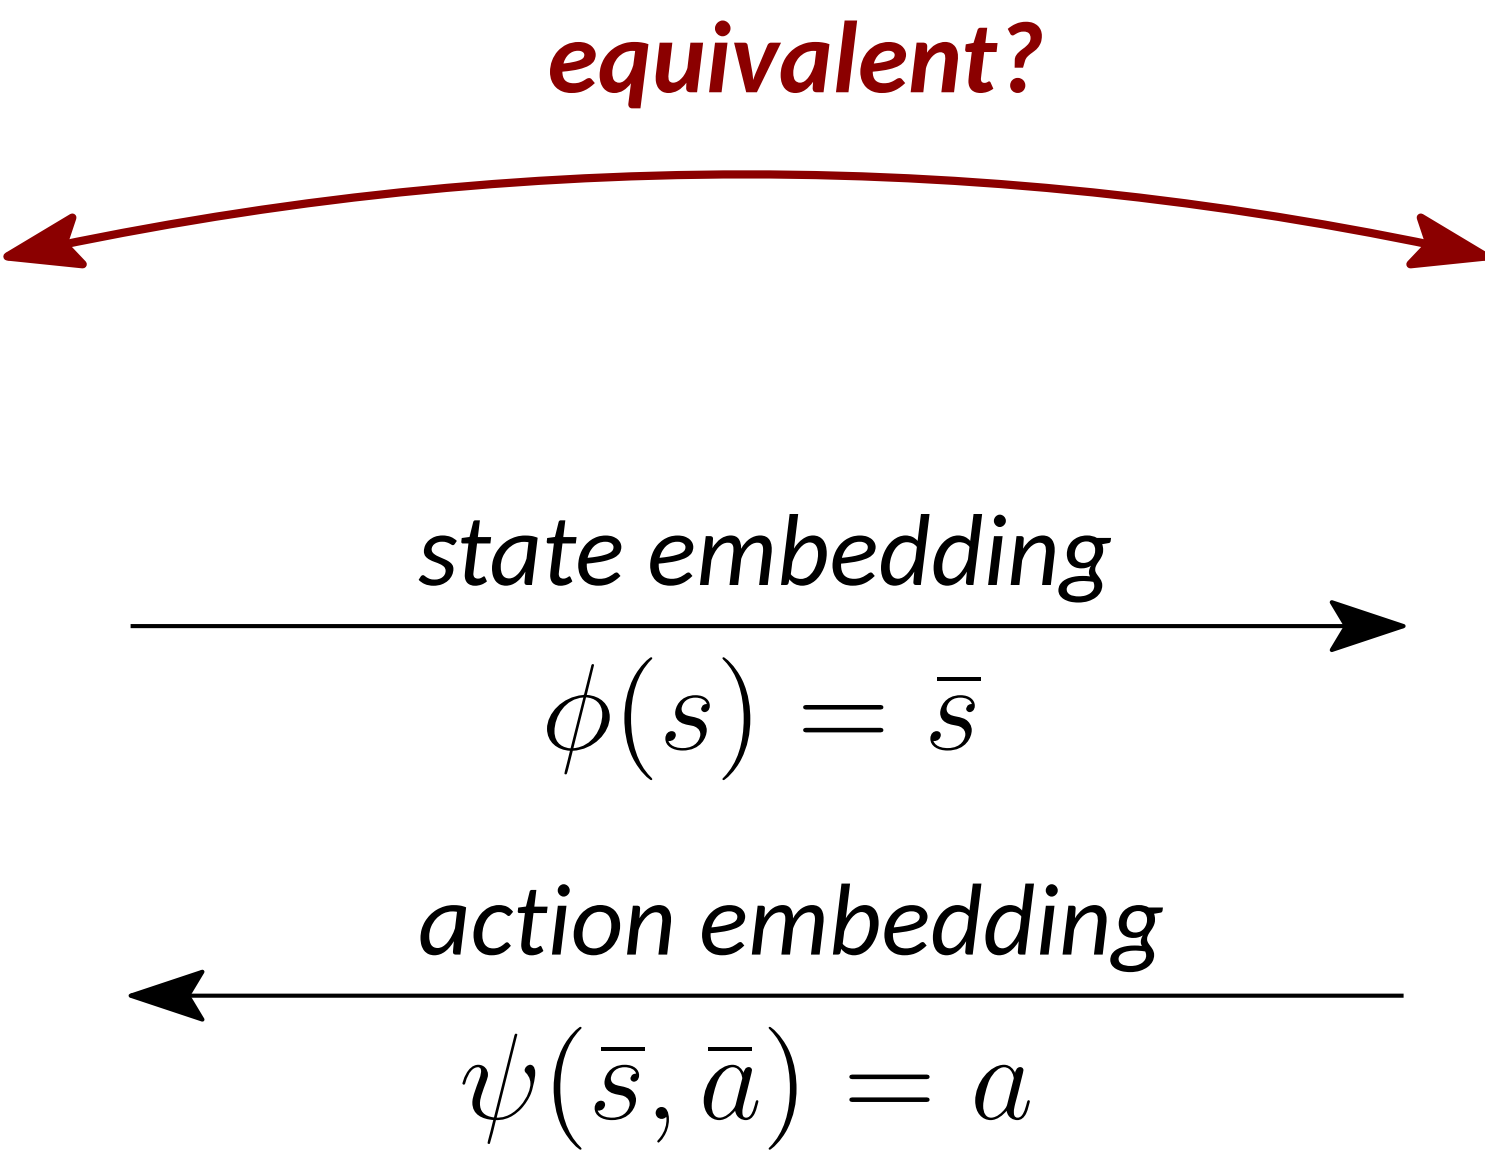 equivalent?
state embedding
ϕ(s) = s̅
action embedding
ψ(s̅, a̅) = a